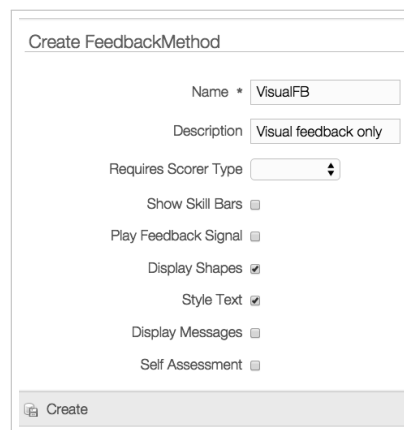 Create FeedbackMethod
Name * VisualFB
Description Visual feedback only
Requires Scorer Type
Show Skill Bars
Play Feedback Signal
Display Shapes
Style Text
Display Messages
Self Assessment
Create